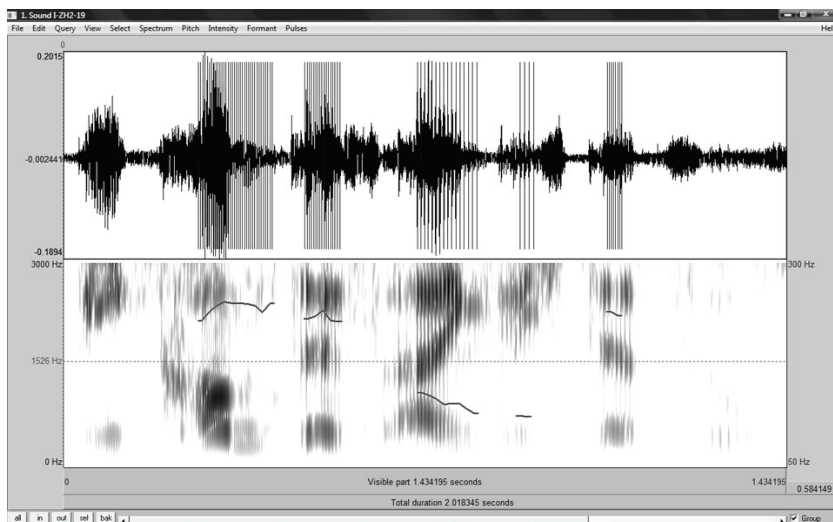 1. Sound I-ZH2-19
File Edit Query View Select Spectrum Pitch Intensity Formant Pulses Hel
0
0.2015
-0.002441
-0.1894
3000 Hz 300 Hz
1526 Hz
0 Hz 50 Hz
0 Visible part 1.434195 seconds 1.434195 0.584149
Total duration 2.018345 seconds
all in out sel bak Group